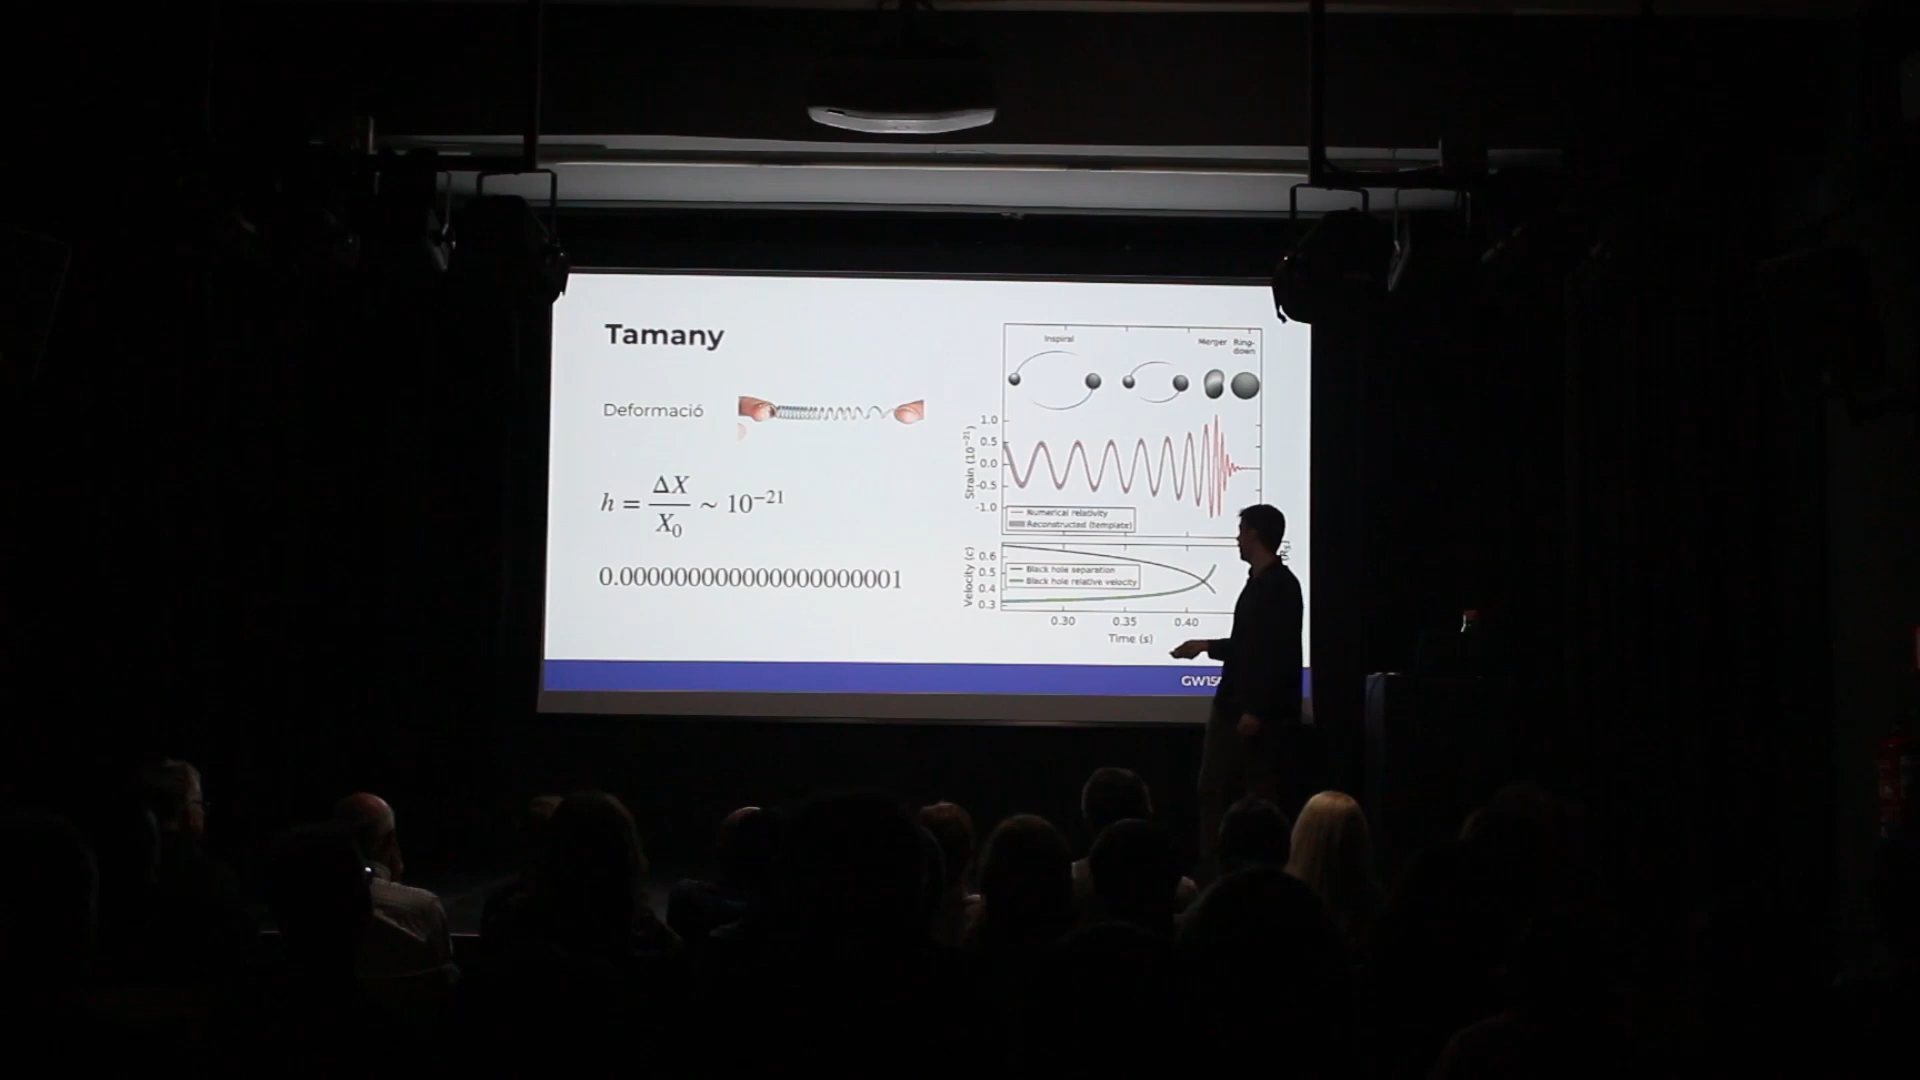 Tamany
Deformació
h = ΔX / X₀ ~ 10⁻²¹
0.000000000000000000001
Inspiral
Merger
Ring-
down
Strain (10⁻²¹)
1.0
0.5
0.0
-0.5
-1.0
Numerical relativity
Reconstructed (template)
Velocity (c)
0.6
0.5
0.4
0.3
Black hole separation
Black hole relative velocity
0.30 0.35 0.40
Time (s)